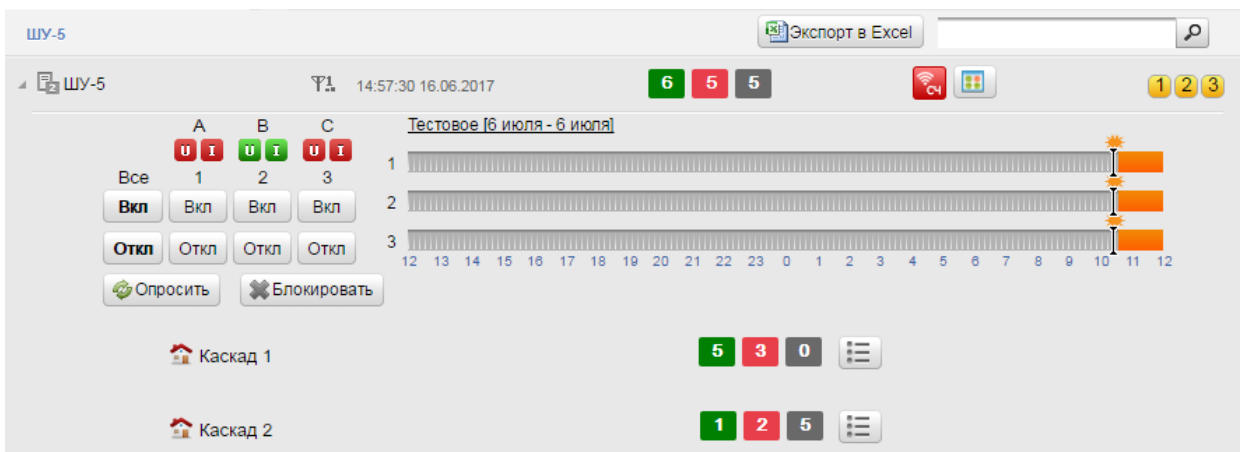 ШУ-5 Экспорт в Excel
2 ШУ-5 1 14:57:30 16.06.2017 6 5 5 СЧ 1 2 3
A B C Тестовое [6 июля - 6 июля]
U I U I U I
1
Все 1 2 3
Вкл Вкл Вкл Вкл 2
Откл Откл Откл Откл 3
12 13 14 15 16 17 18 19 20 21 22 23 0 1 2 3 4 5 6 7 8 9 10 11 12
Опросить Блокировать
Каскад 1 5 3 0
Каскад 2 1 2 5